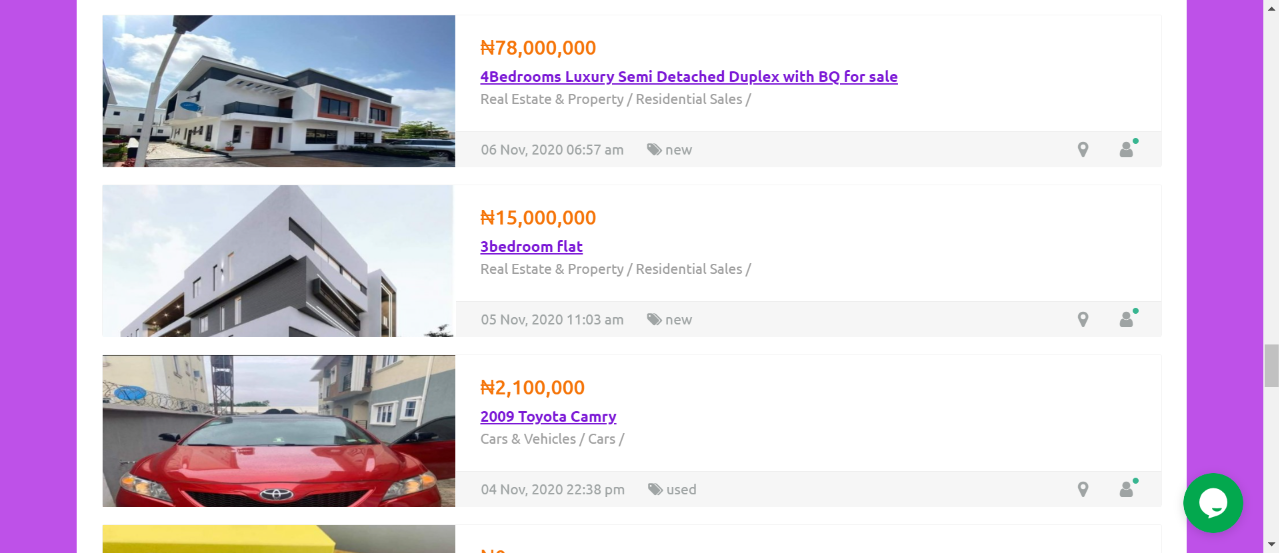 ₦78,000,000
4Bedrooms Luxury Semi Detached Duplex with BQ for sale
Real Estate & Property / Residential Sales /
06 Nov, 2020 06:57 am new
₦15,000,000
3bedroom flat
Real Estate & Property / Residential Sales /
05 Nov, 2020 11:03 am new
₦2,100,000
2009 Toyota Camry
Cars & Vehicles / Cars /
04 Nov, 2020 22:38 pm used